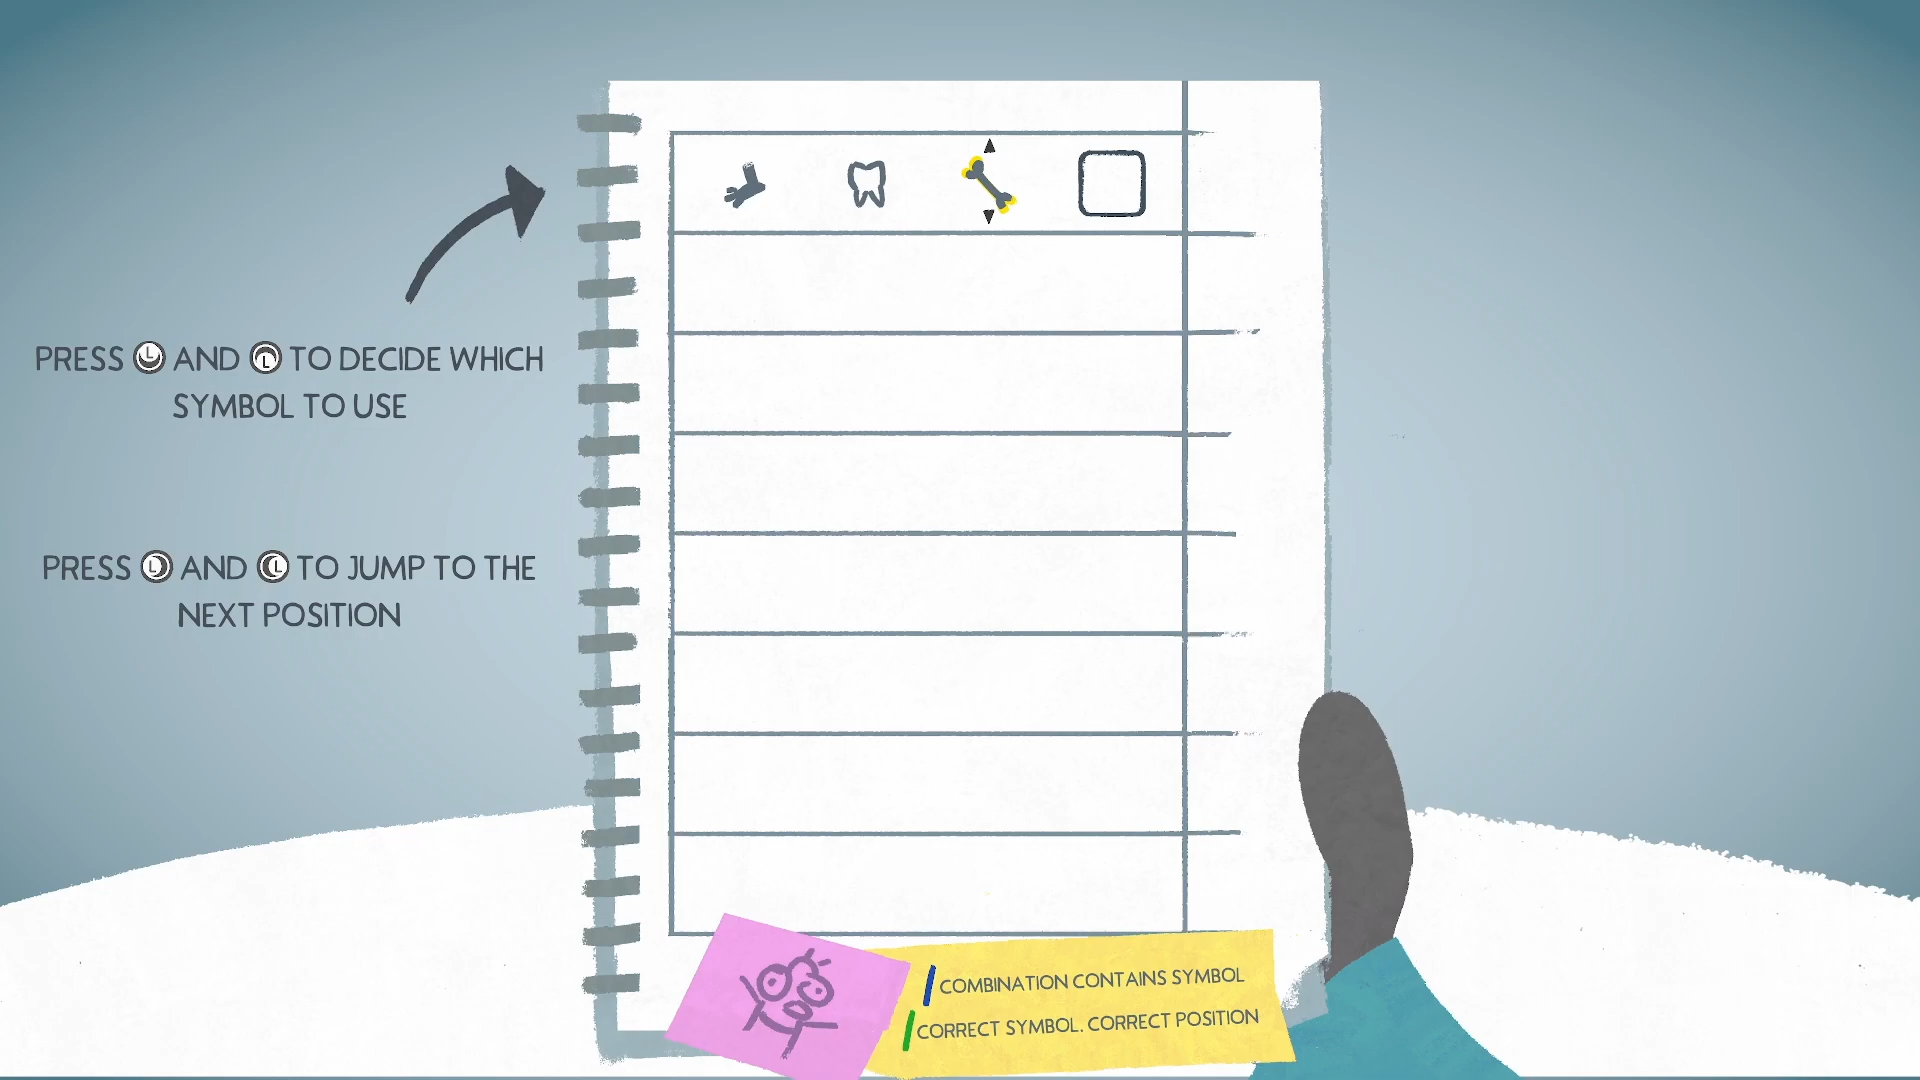 PRESS L AND L TO DECIDE WHICH
SYMBOL TO USE
PRESS L AND L TO JUMP TO THE
NEXT POSITION
COMBINATION CONTAINS SYMBOL
CORRECT SYMBOL. CORRECT POSITION